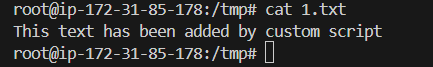 root@ip-172-31-85-178:/tmp# cat 1.txt
This text has been added by custom script
root@ip-172-31-85-178:/tmp#